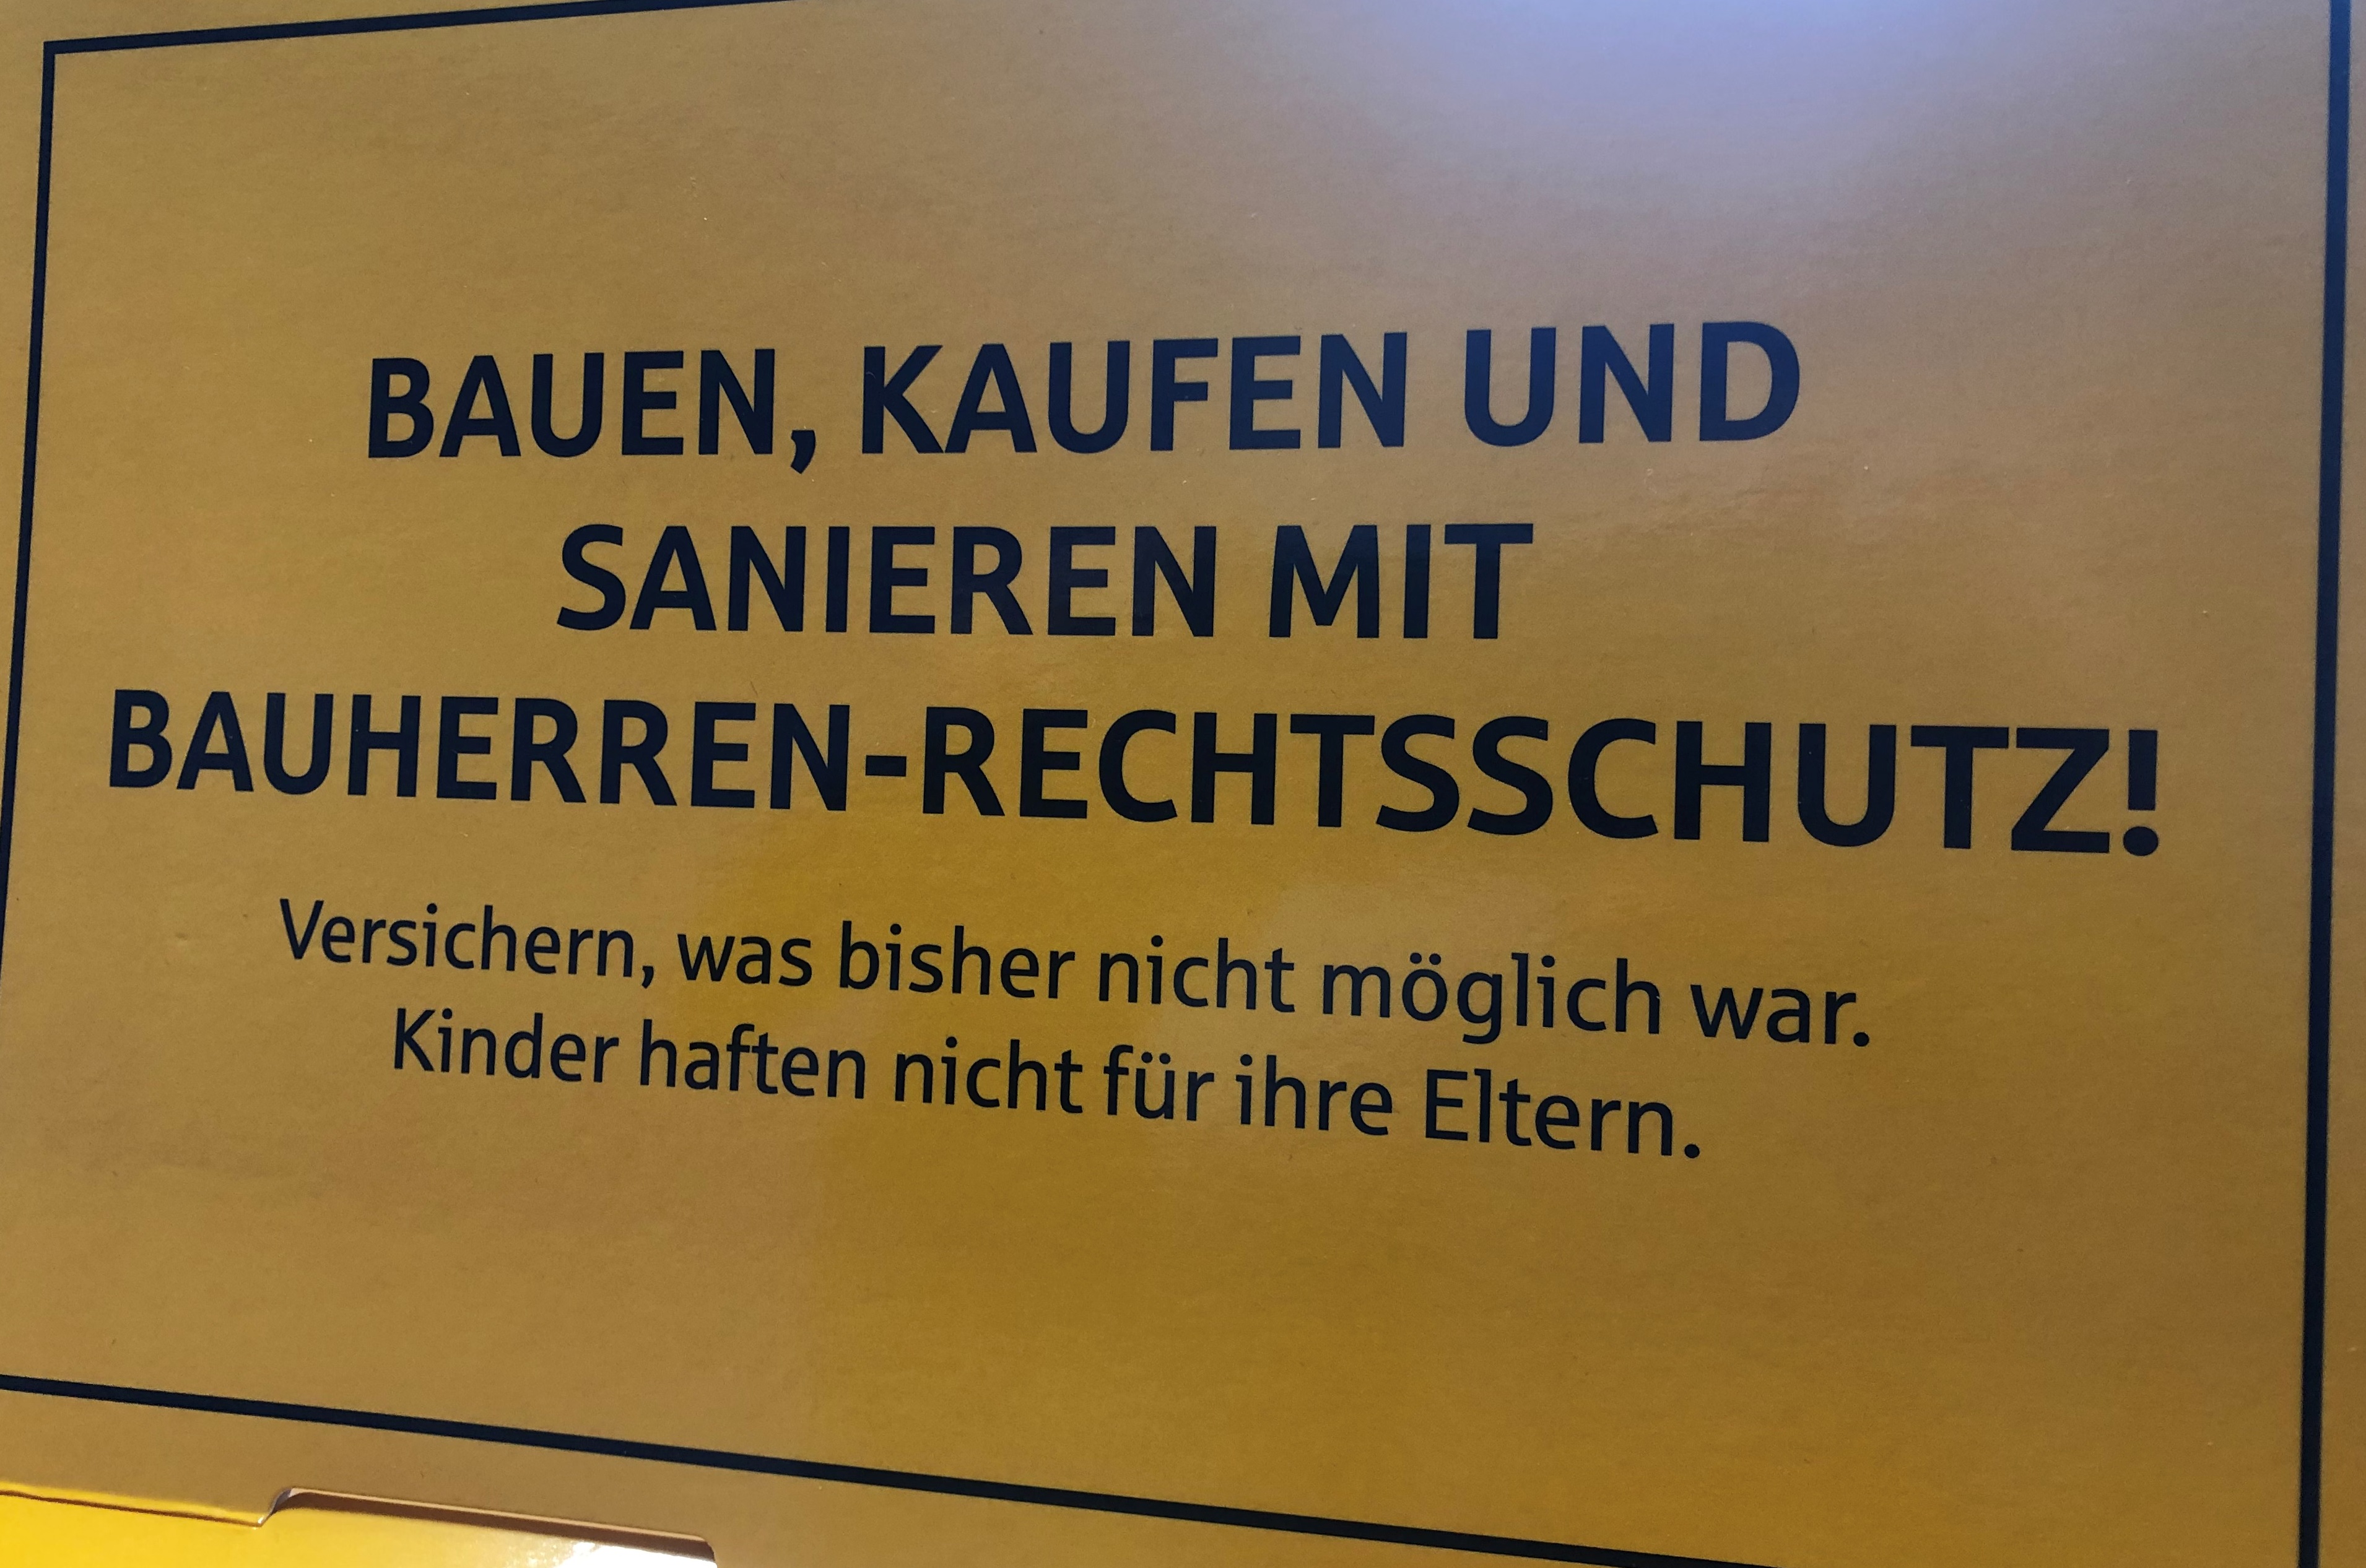 BAUEN, KAUFEN UND
SANIEREN MIT
BAUHERREN-RECHTSSCHUTZ!
Versichern, was bisher nicht möglich war.
Kinder haften nicht für ihre Eltern.